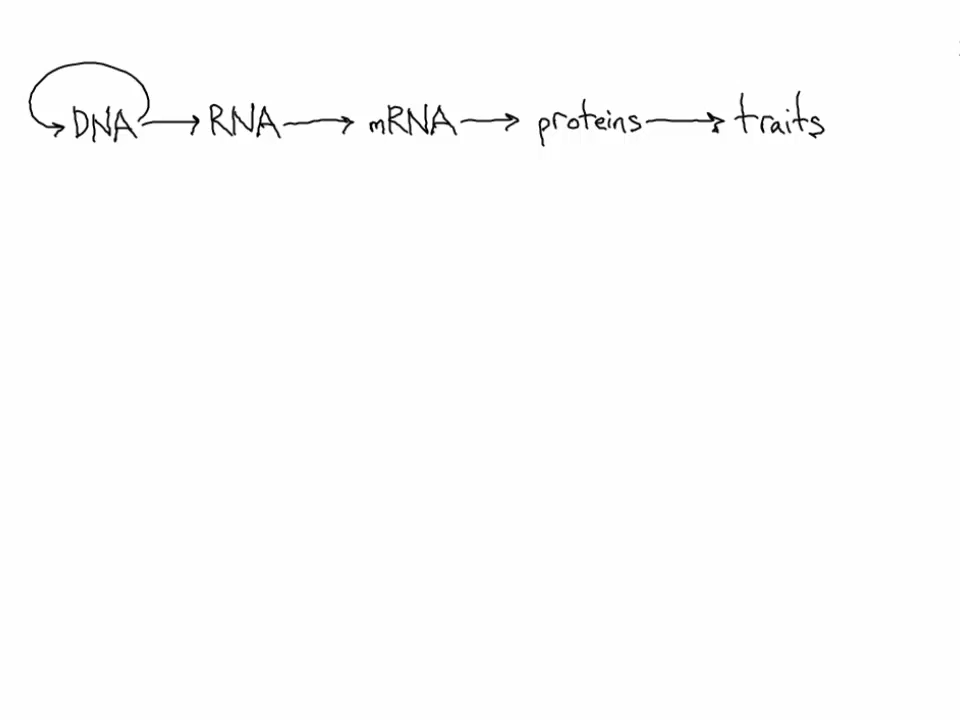 DNA → RNA → mRNA → proteins → traits